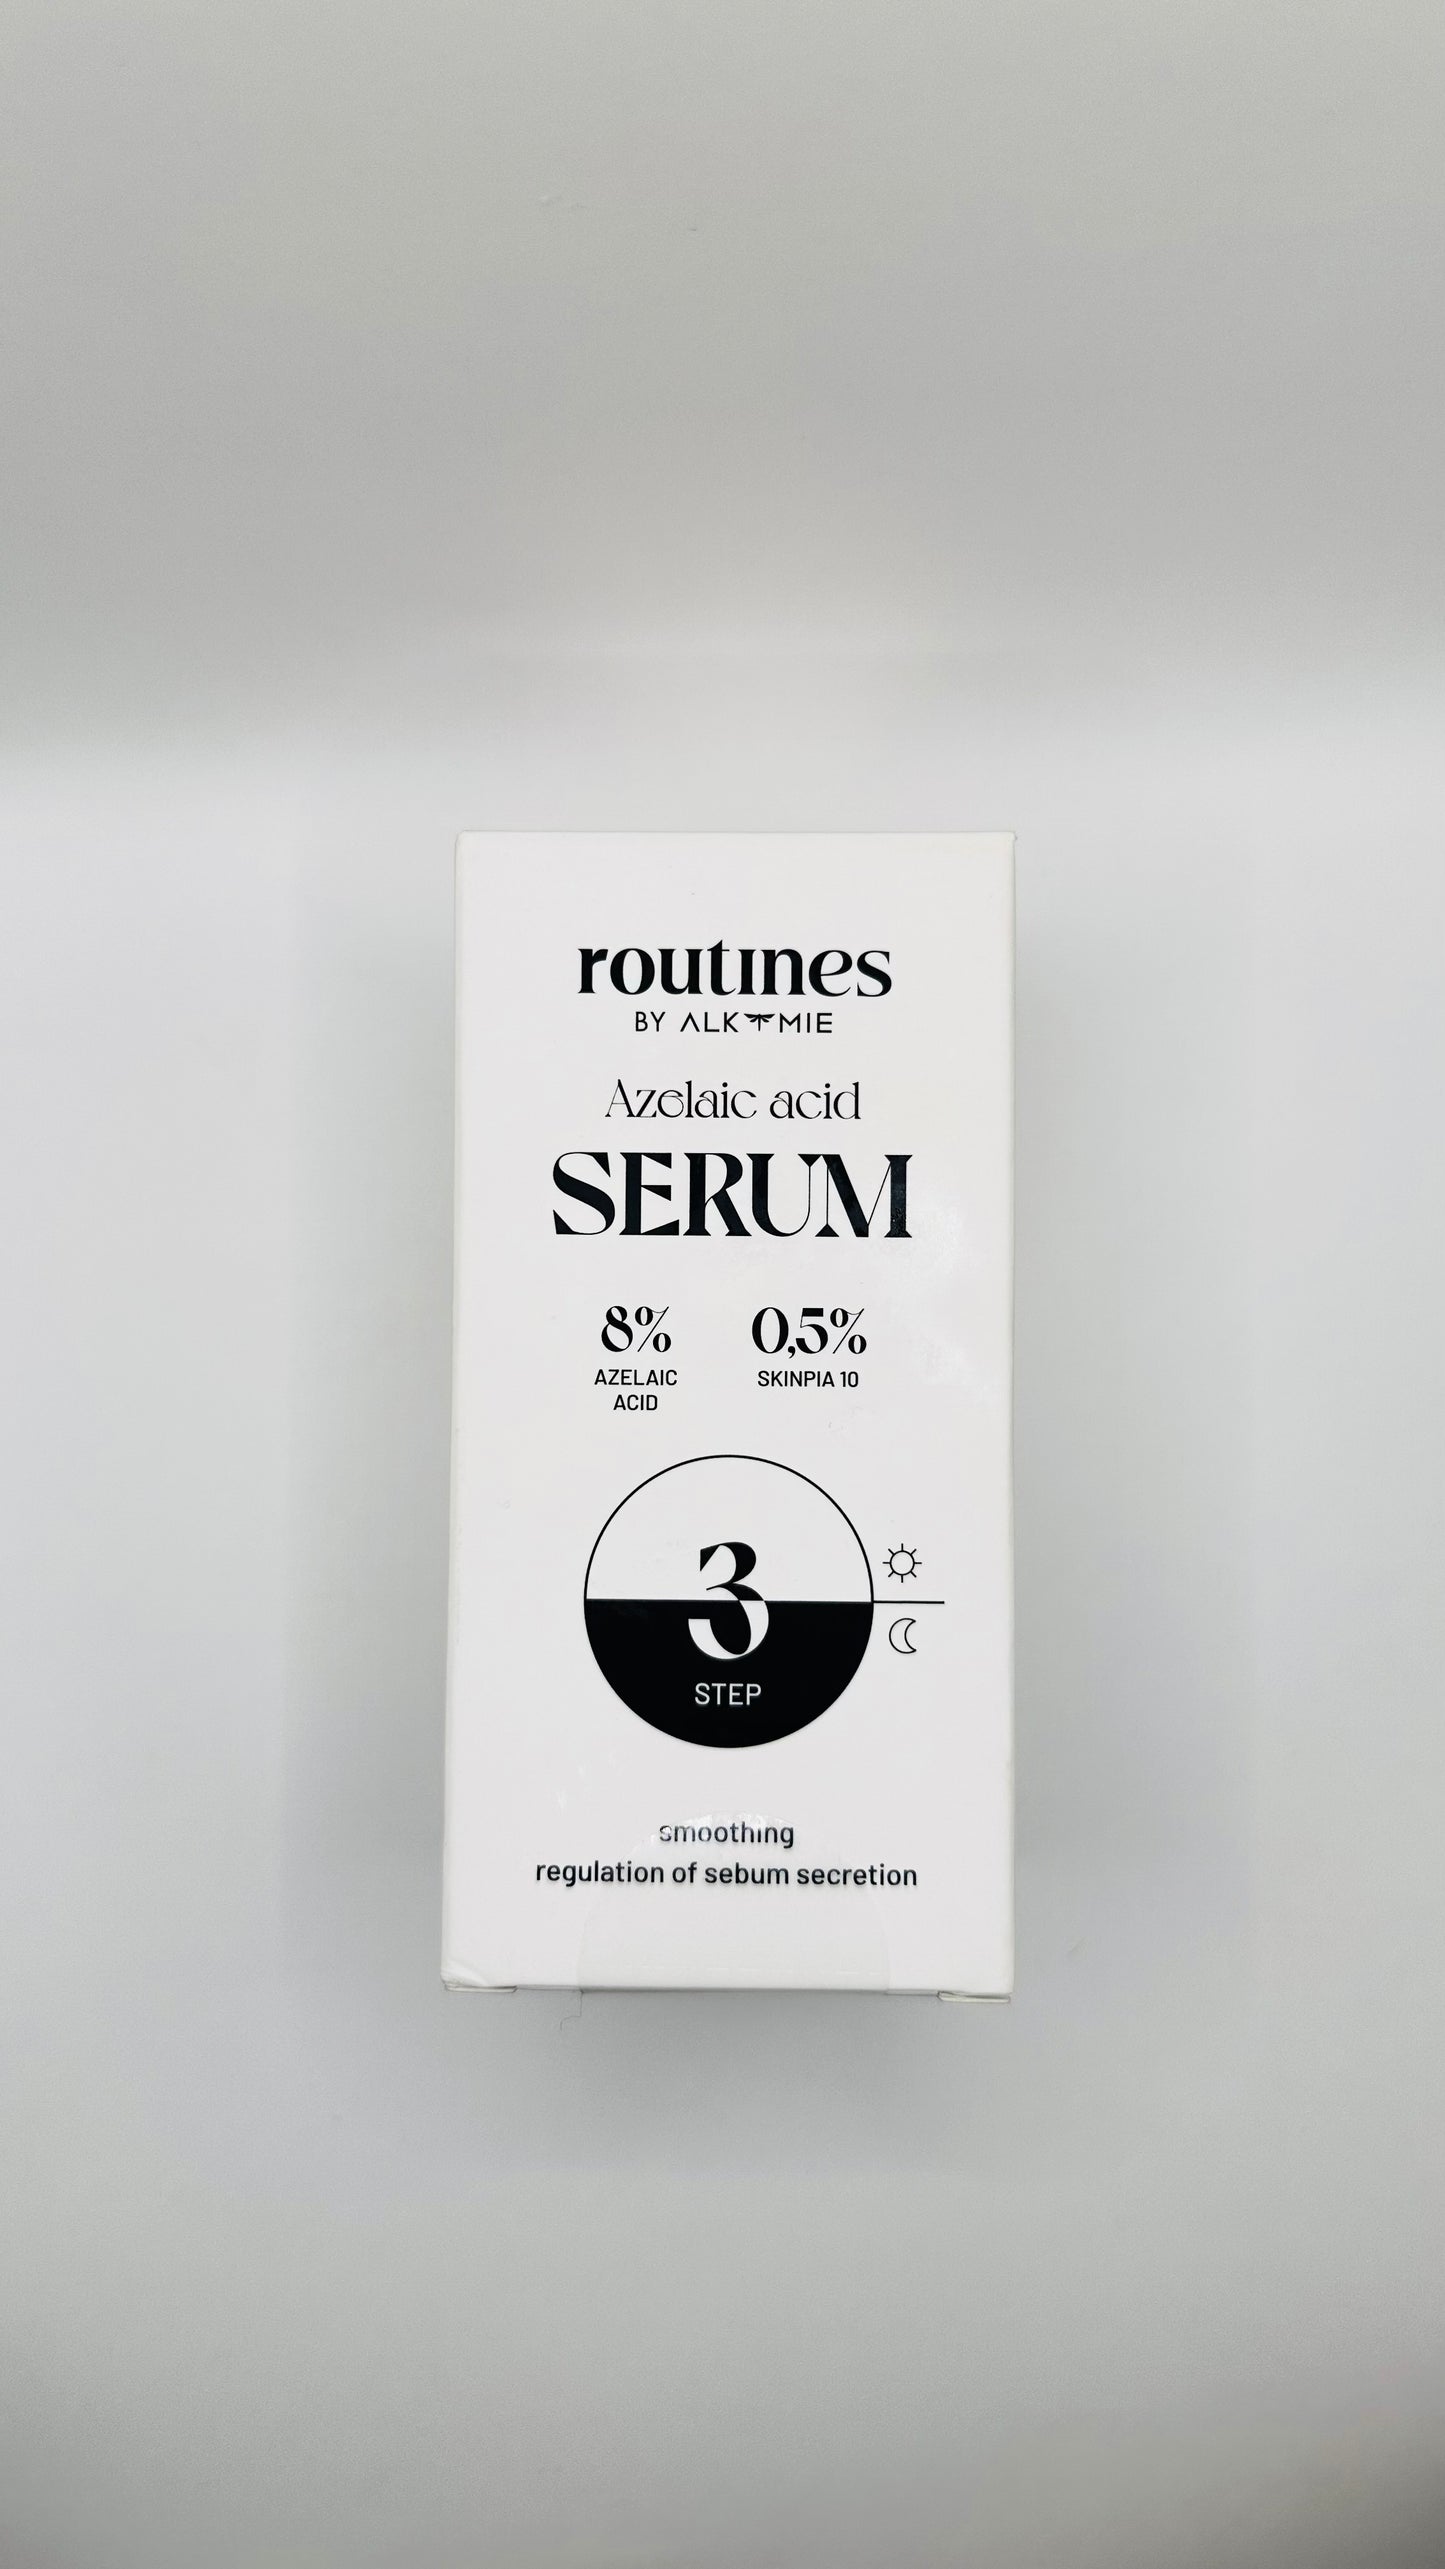 routines
BY ALKMIE
Azelaic acid
SERUM
8% 0,5%
AZELAIC ACID SKINPIA 10
3
STEP
smoothing
regulation of sebum secretion